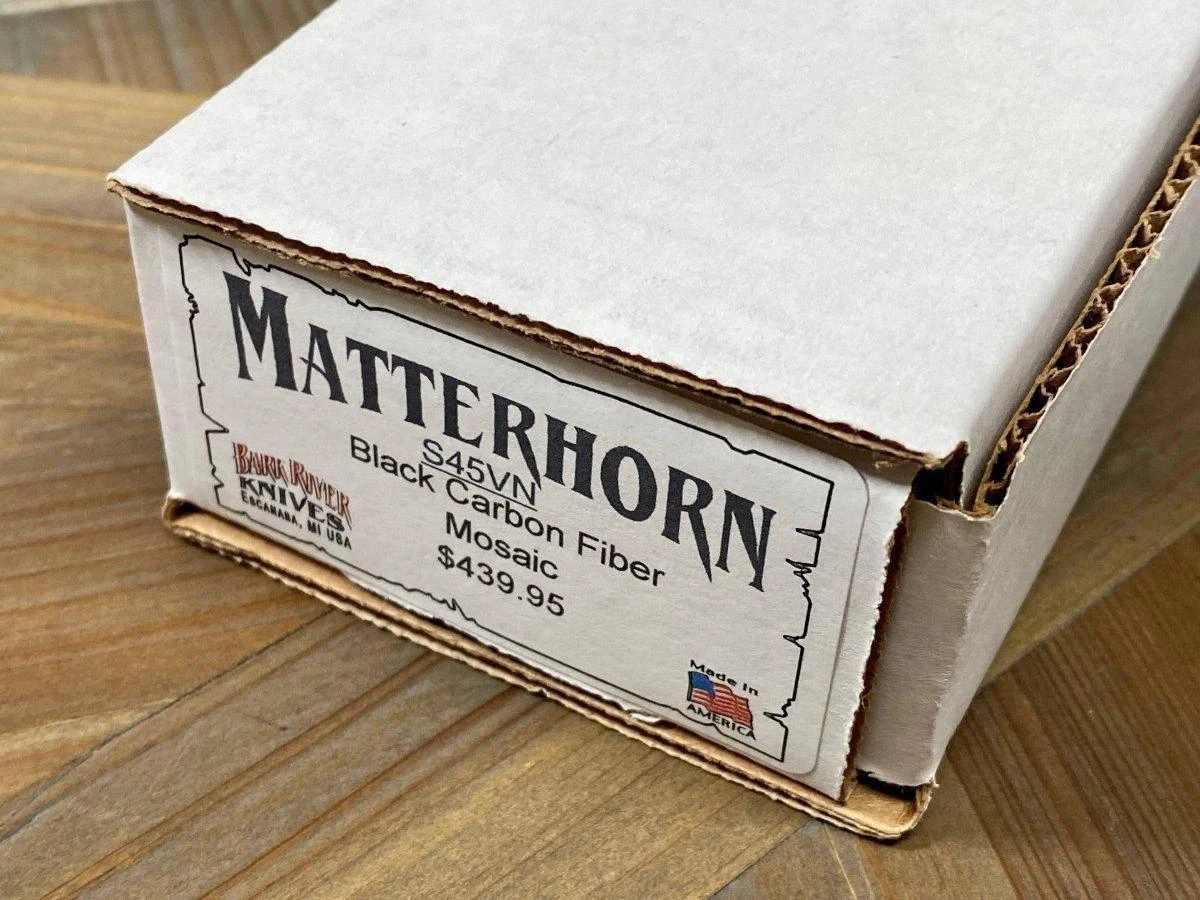 MATTERHORN
S45VN
Black Carbon Fiber
Mosaic
$439.95
BARK RIVER
KNIVES
ESCANABA, MI USA
Made In
AMERICA